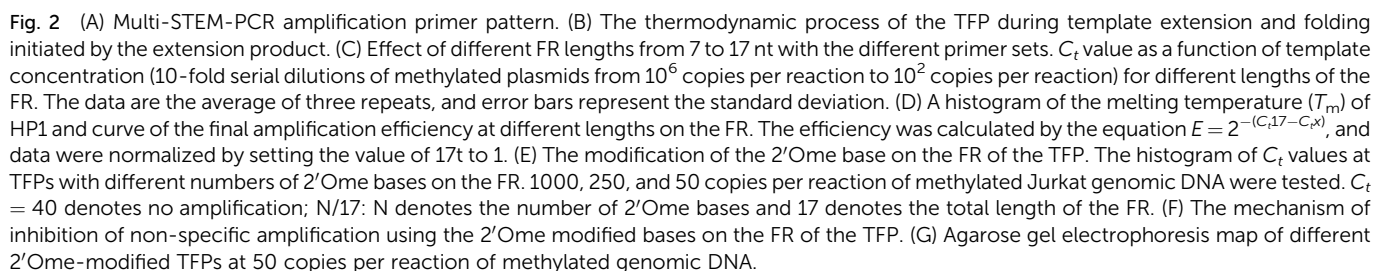 Fig. 2 (A) Multi-STEM-PCR amplification primer pattern. (B) The thermodynamic process of the TFP during template extension and folding
initiated by the extension product. (C) Effect of different FR lengths from 7 to 17 nt with the different primer sets. Ct value as a function of template
concentration (10-fold serial dilutions of methylated plasmids from 10⁶ copies per reaction to 10² copies per reaction) for different lengths of the
FR. The data are the average of three repeats, and error bars represent the standard deviation. (D) A histogram of the melting temperature (Tm) of
HP1 and curve of the final amplification efficiency at different lengths on the FR. The efficiency was calculated by the equation E = 2^−(Ct17−Ctx), and
data were normalized by setting the value of 17t to 1. (E) The modification of the 2′Ome base on the FR of the TFP. The histogram of Ct values at
TFPs with different numbers of 2′Ome bases on the FR. 1000, 250, and 50 copies per reaction of methylated Jurkat genomic DNA were tested. Ct
= 40 denotes no amplification; N/17: N denotes the number of 2′Ome bases and 17 denotes the total length of the FR. (F) The mechanism of
inhibition of non-specific amplification using the 2′Ome modified bases on the FR of the TFP. (G) Agarose gel electrophoresis map of different
2′Ome-modified TFPs at 50 copies per reaction of methylated genomic DNA.